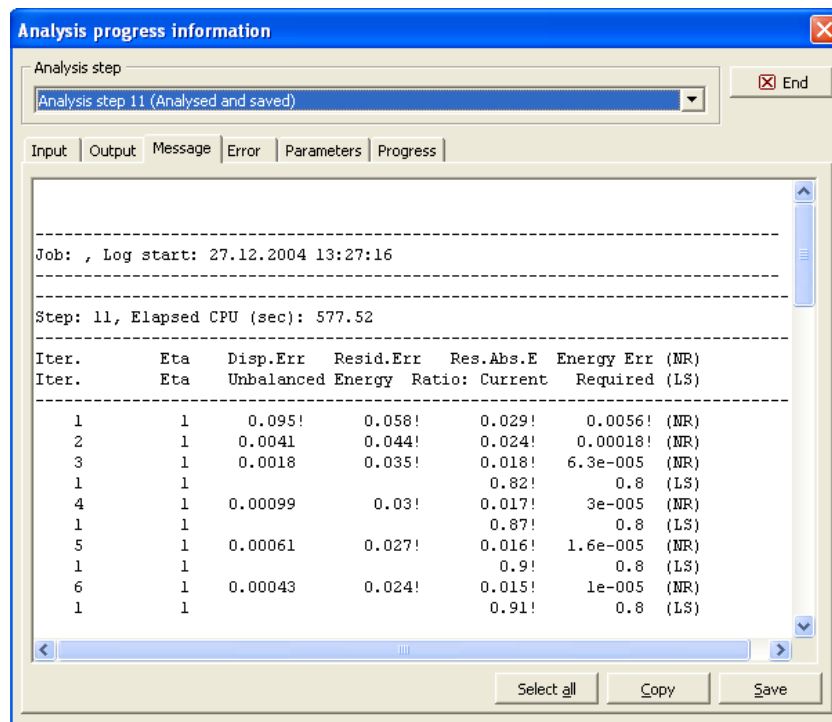 Analysis progress information
Analysis step
End
Analysis step 11 (Analysed and saved)
Input Output Message Error Parameters Progress
--------------------------------------------------------------------------------
Job: , Log start: 27.12.2004 13:27:16
--------------------------------------------------------------------------------
--------------------------------------------------------------------------------
Step: 11, Elapsed CPU (sec): 577.52
--------------------------------------------------------------------------------
Iter. Eta Disp.Err Resid.Err Res.Abs.E Energy Err (NR)
Iter. Eta Unbalanced Energy Ratio: Current Required (LS)
--------------------------------------------------------------------------------
1 1 0.095! 0.058! 0.029! 0.0056! (NR)
2 1 0.0041 0.044! 0.024! 0.00018! (NR)
3 1 0.0018 0.035! 0.018! 6.3e-005 (NR)
1 1 0.82! 0.8 (LS)
4 1 0.00099 0.03! 0.017! 3e-005 (NR)
1 1 0.87! 0.8 (LS)
5 1 0.00061 0.027! 0.016! 1.6e-005 (NR)
1 1 0.9! 0.8 (LS)
6 1 0.00043 0.024! 0.015! 1e-005 (NR)
1 1 0.91! 0.8 (LS)
Select all Copy Save